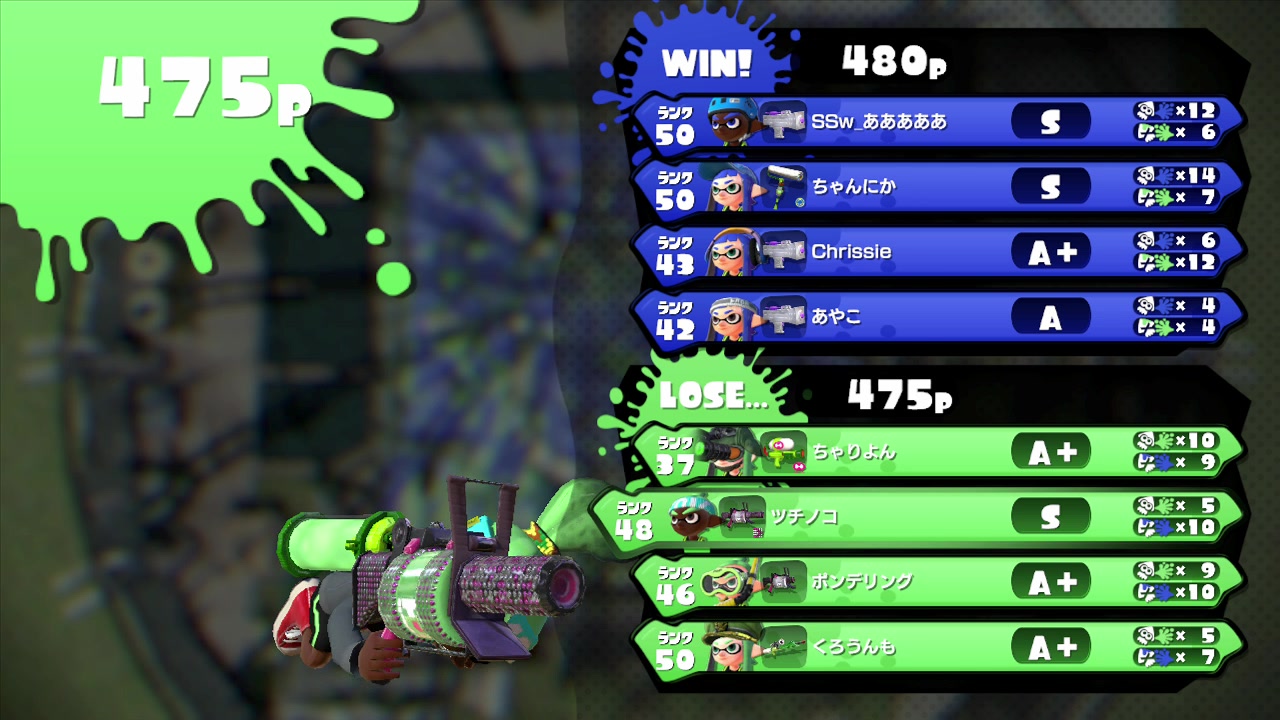 475p
WIN! 480p
ランク 50 SSw_あああああ S ×12 × 6
ランク 50 ちゃんにか S ×14 × 7
ランク 43 Chrissie A+ × 6 ×12
ランク 42 あやこ A × 4 × 4
LOSE... 475p
ランク 37 ちゃりよん A+ ×10 × 9
ランク 48 ツチノコ S × 5 ×10
ランク 46 ポンデリング A+ × 9 ×10
ランク 50 くろうんも A+ × 5 × 7